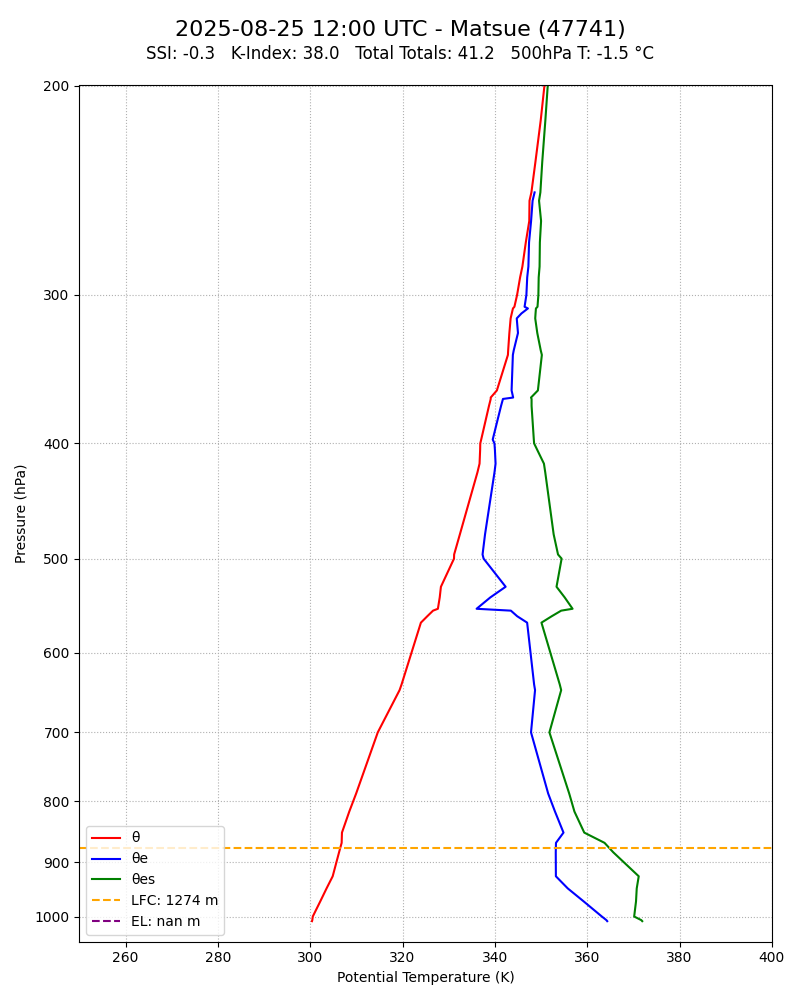 2025-08-25 12:00 UTC - Matsue (47741)
SSI: -0.3   K-Index: 38.0   Total Totals: 41.2   500hPa T: -1.5 °C
200
300
400
500
600
700
800
900
1000
Pressure (hPa)
θ
θe
θes
LFC: 1274 m
EL: nan m
260 280 300 320 340 360 380 400
Potential Temperature (K)